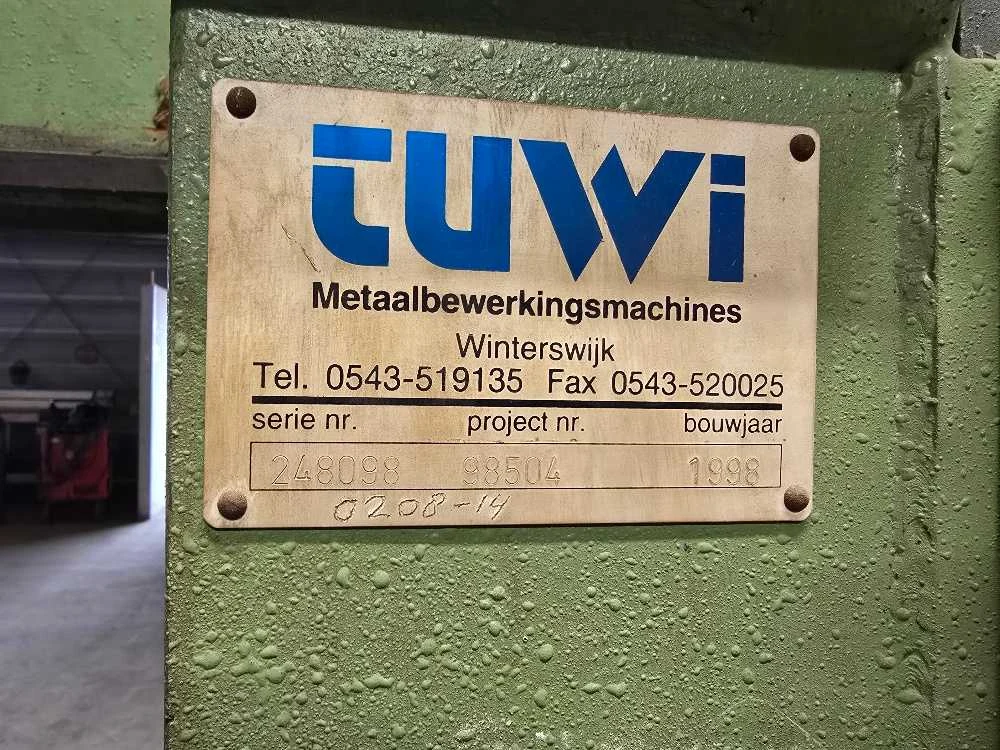 tuwi
Metaalbewerkingsmachines
Winterswijk
Tel. 0543-519135 Fax 0543-520025
serie nr. project nr. bouwjaar
248098 98504 1998
0208-14